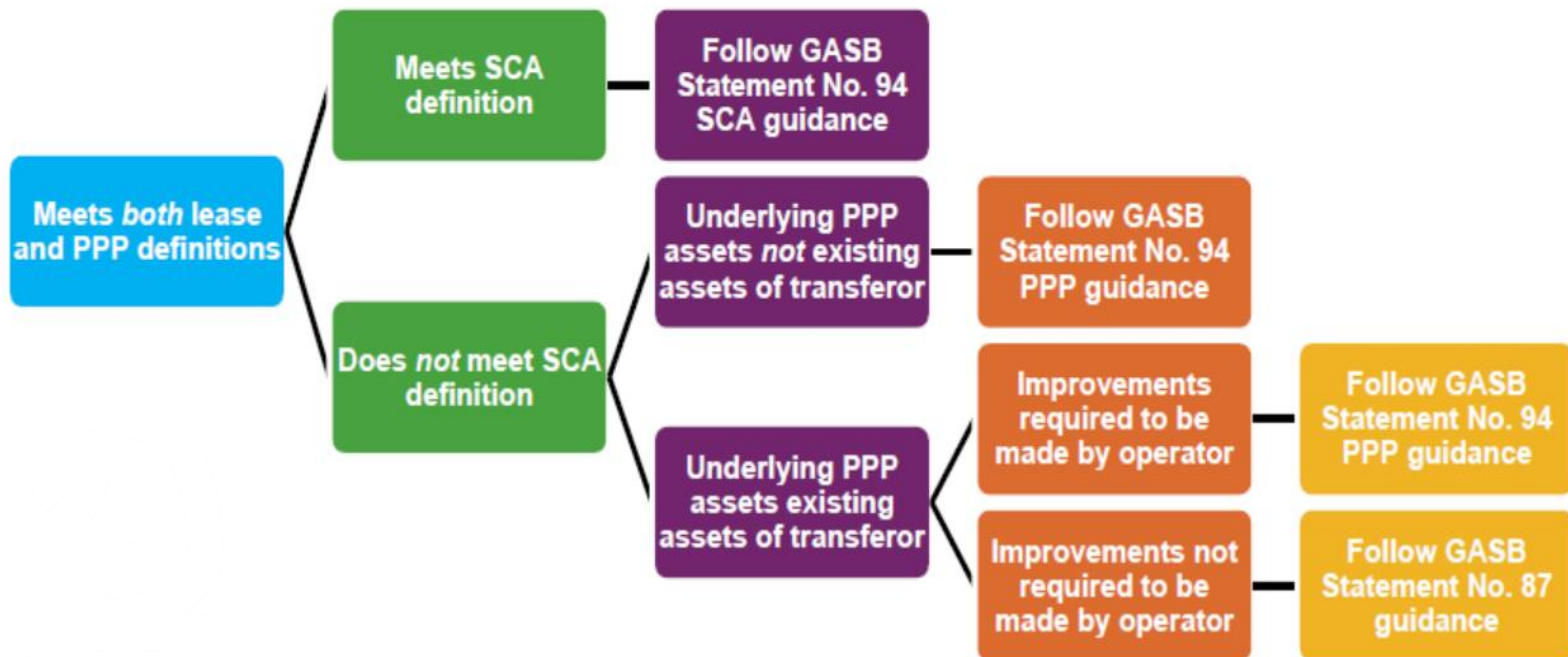 Meets both lease
and PPP definitions
Meets SCA
definition
Follow GASB
Statement No. 94
SCA guidance
Does not meet SCA
definition
Underlying PPP
assets not existing
assets of transferor
Follow GASB
Statement No. 94
PPP guidance
Underlying PPP
assets existing
assets of transferor
Improvements
required to be
made by operator
Follow GASB
Statement No. 94
PPP guidance
Improvements not
required to be
made by operator
Follow GASB
Statement No. 87
guidance